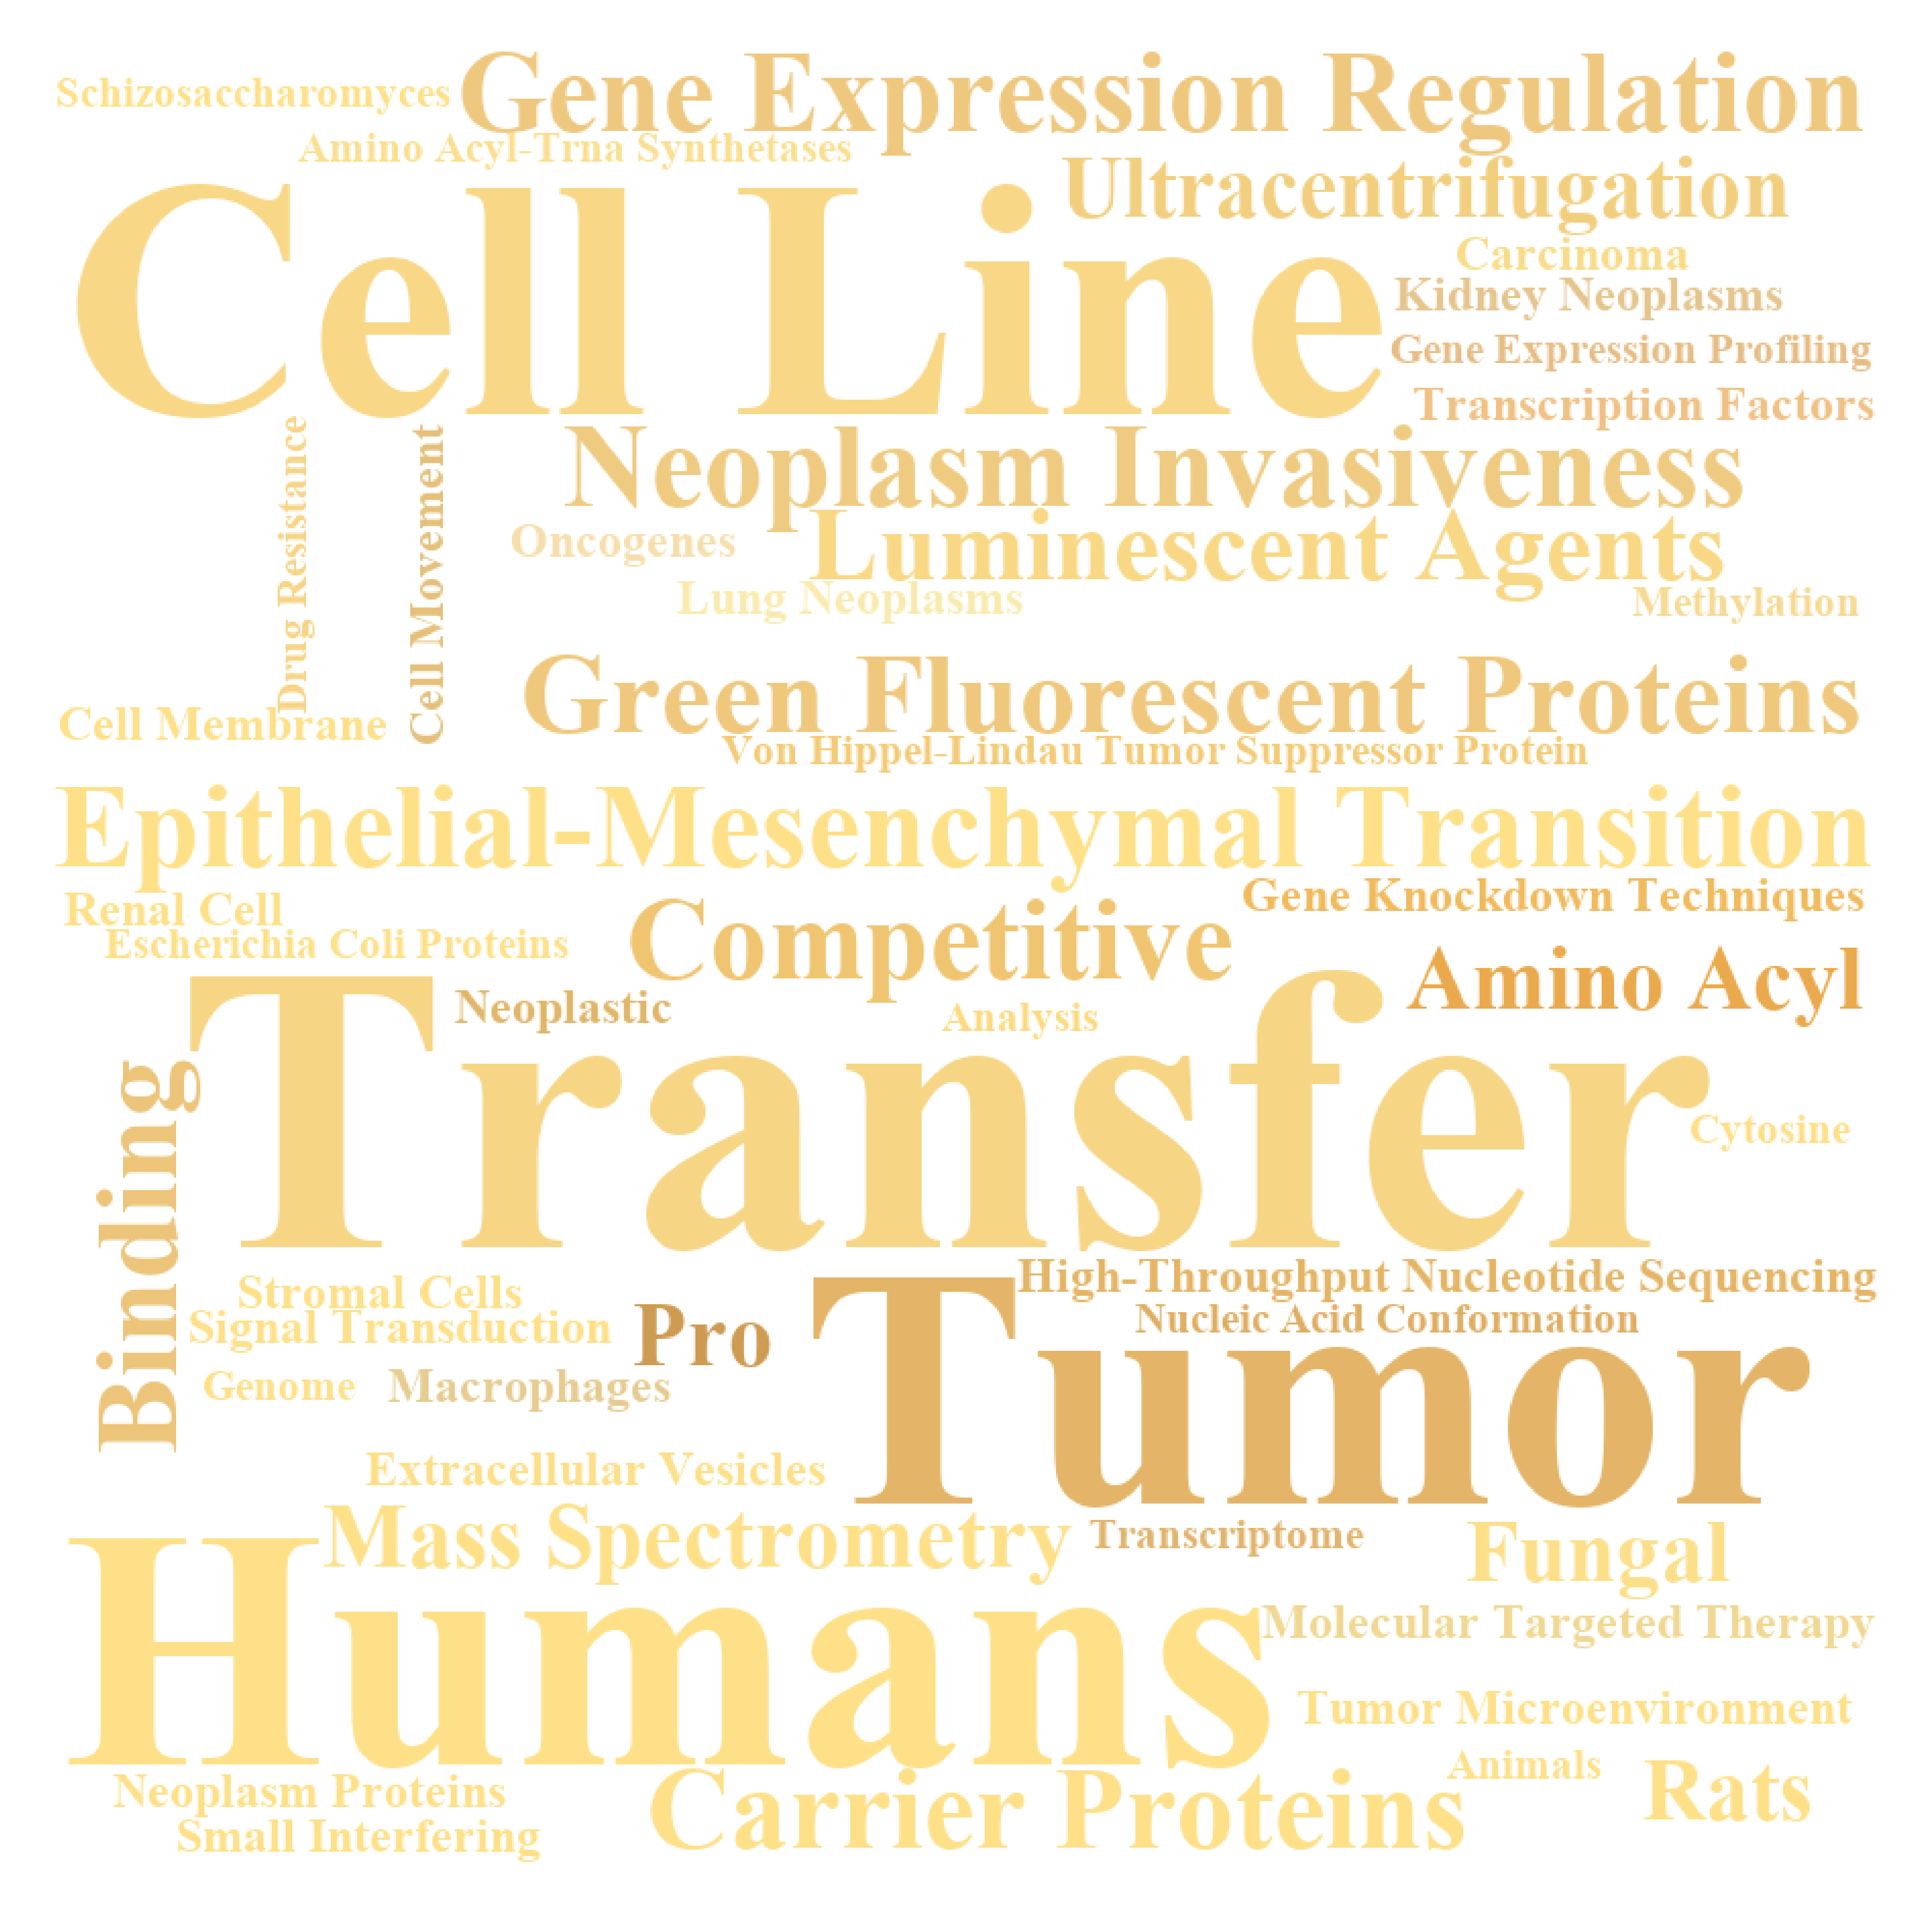 Schizosaccharomyces
Gene Expression Regulation
Amino Acyl-Trna Synthetases
Ultracentrifugation
Cell Line
Carcinoma
Kidney Neoplasms
Gene Expression Profiling
Transcription Factors
Drug Resistance
Cell Movement
Neoplasm Invasiveness
Oncogenes
Luminescent Agents
Lung Neoplasms
Methylation
Green Fluorescent Proteins
Cell Membrane
Von Hippel-Lindau Tumor Suppressor Protein
Epithelial-Mesenchymal Transition
Renal Cell
Gene Knockdown Techniques
Competitive
Escherichia Coli Proteins
Amino Acyl
Neoplastic
Analysis
Transfer
Cytosine
Binding
High-Throughput Nucleotide Sequencing
Stromal Cells
Nucleic Acid Conformation
Signal Transduction
Pro
Tumor
Genome
Macrophages
Extracellular Vesicles
Mass Spectrometry
Transcriptome
Fungal
Humans
Molecular Targeted Therapy
Tumor Microenvironment
Animals
Neoplasm Proteins
Carrier Proteins
Rats
Small Interfering